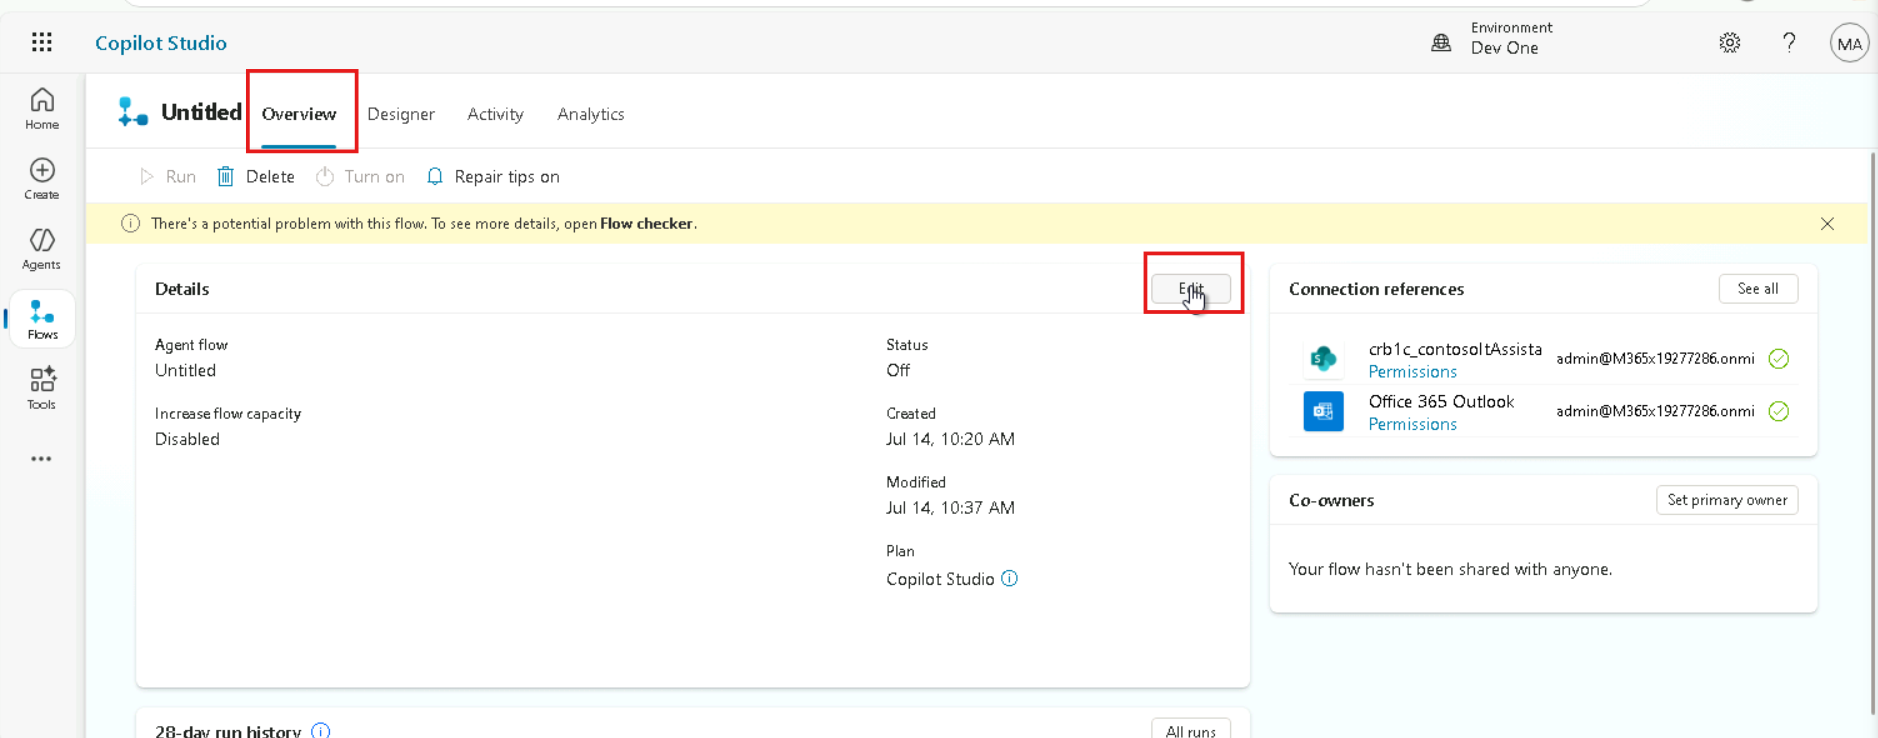 Copilot Studio
Environment
Dev One
MA
Home
Create
Agents
Flows
Tools
Untitled
Overview
Designer
Activity
Analytics
Run
Delete
Turn on
Repair tips on
There's a potential problem with this flow. To see more details, open Flow checker.
Details
Edit
Agent flow
Untitled
Increase flow capacity
Disabled
Status
Off
Created
Jul 14, 10:20 AM
Modified
Jul 14, 10:37 AM
Plan
Copilot Studio
Connection references
See all
crb1c_contosoItAssista
admin@M365x19277286.onmi
Permissions
Office 365 Outlook
admin@M365x19277286.onmi
Permissions
Co-owners
Set primary owner
Your flow hasn't been shared with anyone.
28-day run history
All runs